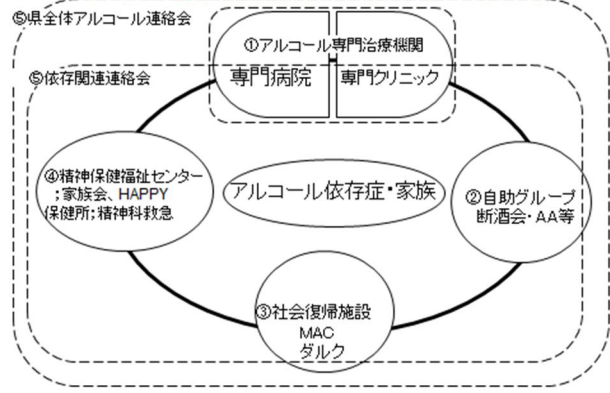 ⑤県全体アルコール連絡会
①アルコール専門治療機関
専門病院
専門クリニック
⑤依存関連連絡会
④精神保健福祉センター
;家族会、HAPPY
保健所;精神科救急
アルコール依存症・家族
②自助グループ
断酒会・AA等
③社会復帰施設
MAC
ダルク